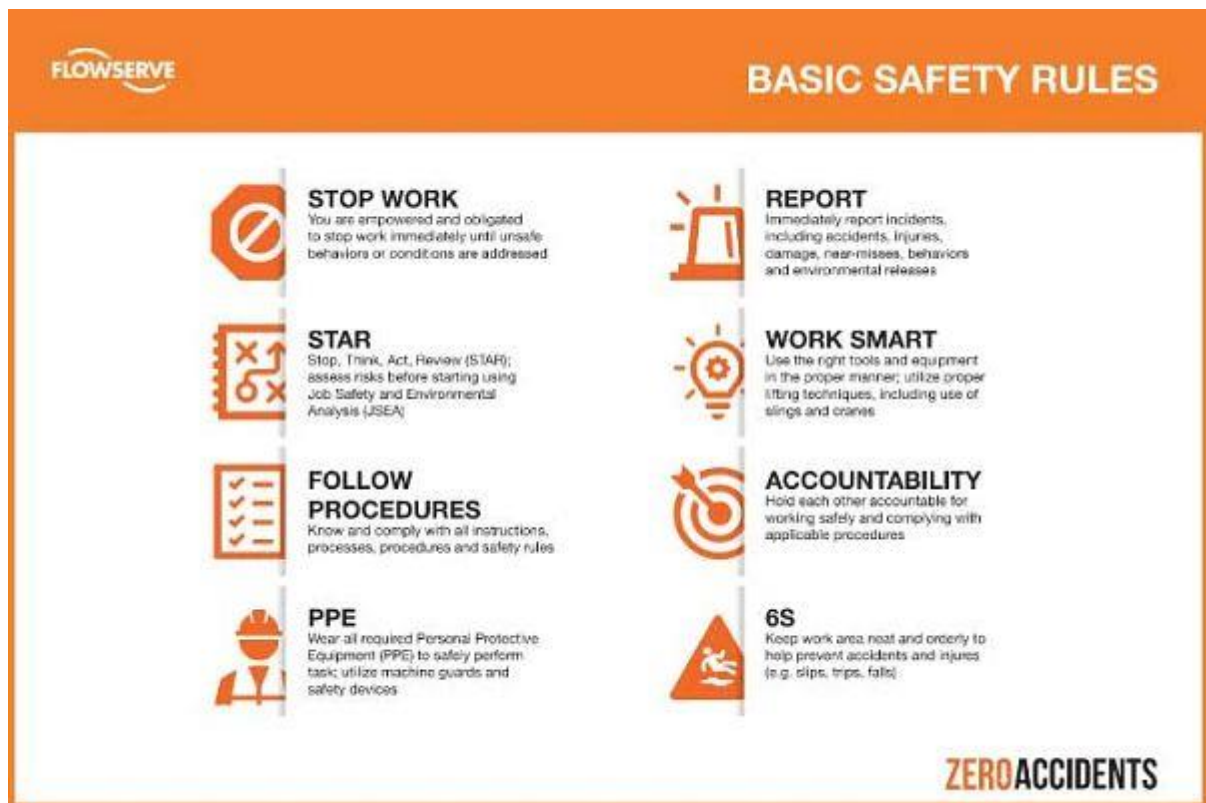 FLOWSERVE
BASIC SAFETY RULES
STOP WORK
You are empowered and obligated
to stop work immediately until unsafe
behaviors or conditions are addressed
STAR
Stop, Think, Act, Review (STAR);
assess risks before starting using
Job Safety and Environmental
Analysis (JSEA)
FOLLOW
PROCEDURES
Know and comply with all instructions,
processes, procedures and safety rules
PPE
Wear all required Personal Protective
Equipment (PPE) to safely perform
task; utilize machine guards and
safety devices
REPORT
Immediately report incidents,
including accidents, injuries,
damage, near-misses, behaviors
and environmental releases
WORK SMART
Use the right tools and equipment
in the proper manner; utilize proper
lifting techniques, including use of
slings and cranes
ACCOUNTABILITY
Hold each other accountable for
working safely and complying with
applicable procedures
6S
Keep work area neat and orderly to
help prevent accidents and injures
(e.g. slips, trips, falls)
ZEROACCIDENTS